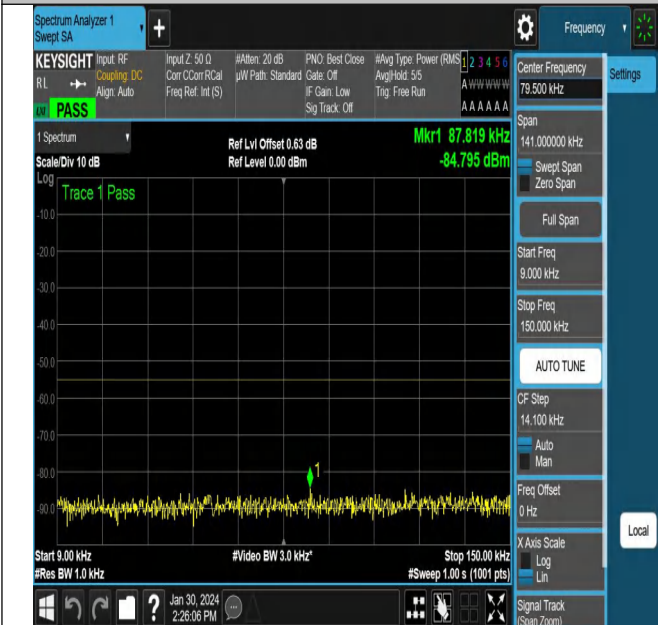 Spectrum Analyzer 1
Swept SA
+
Frequency
KEYSIGHT
RL
PASS
Input: RF
Coupling: DC
Align: Auto
Input Z: 50 Ω
Corr CCorr RCal
Freq Ref: Int (S)
#Atten: 20 dB
µW Path: Standard
PNO: Best Close
Gate: Off
IF Gain: Low
Sig Track: Off
#Avg Type: Power (RMS
Avg|Hold: 5/5
Trig: Free Run
1 2 3 4 5 6
A W W W W W
A A A A A A
1 Spectrum
Scale/Div 10 dB
Log
Ref Lvl Offset 0.63 dB
Ref Level 0.00 dBm
Mkr1 87.819 kHz
-84.795 dBm
Trace 1 Pass
-10.0
-20.0
-30.0
-40.0
-50.0
-60.0
-70.0
-80.0
-90.0
1
Start 9.00 kHz
#Res BW 1.0 kHz
#Video BW 3.0 kHz*
Stop 150.00 kHz
#Sweep 1.00 s (1001 pts)
Center Frequency
79.500 kHz
Settings
Span
141.000000 kHz
Swept Span
Zero Span
Full Span
Start Freq
9.000 kHz
Stop Freq
150.000 kHz
AUTO TUNE
CF Step
14.100 kHz
Auto
Man
Freq Offset
0 Hz
Local
X Axis Scale
Log
Lin
Signal Track
(Span Zoom)
?
Jan 30, 2024
2:26:06 PM